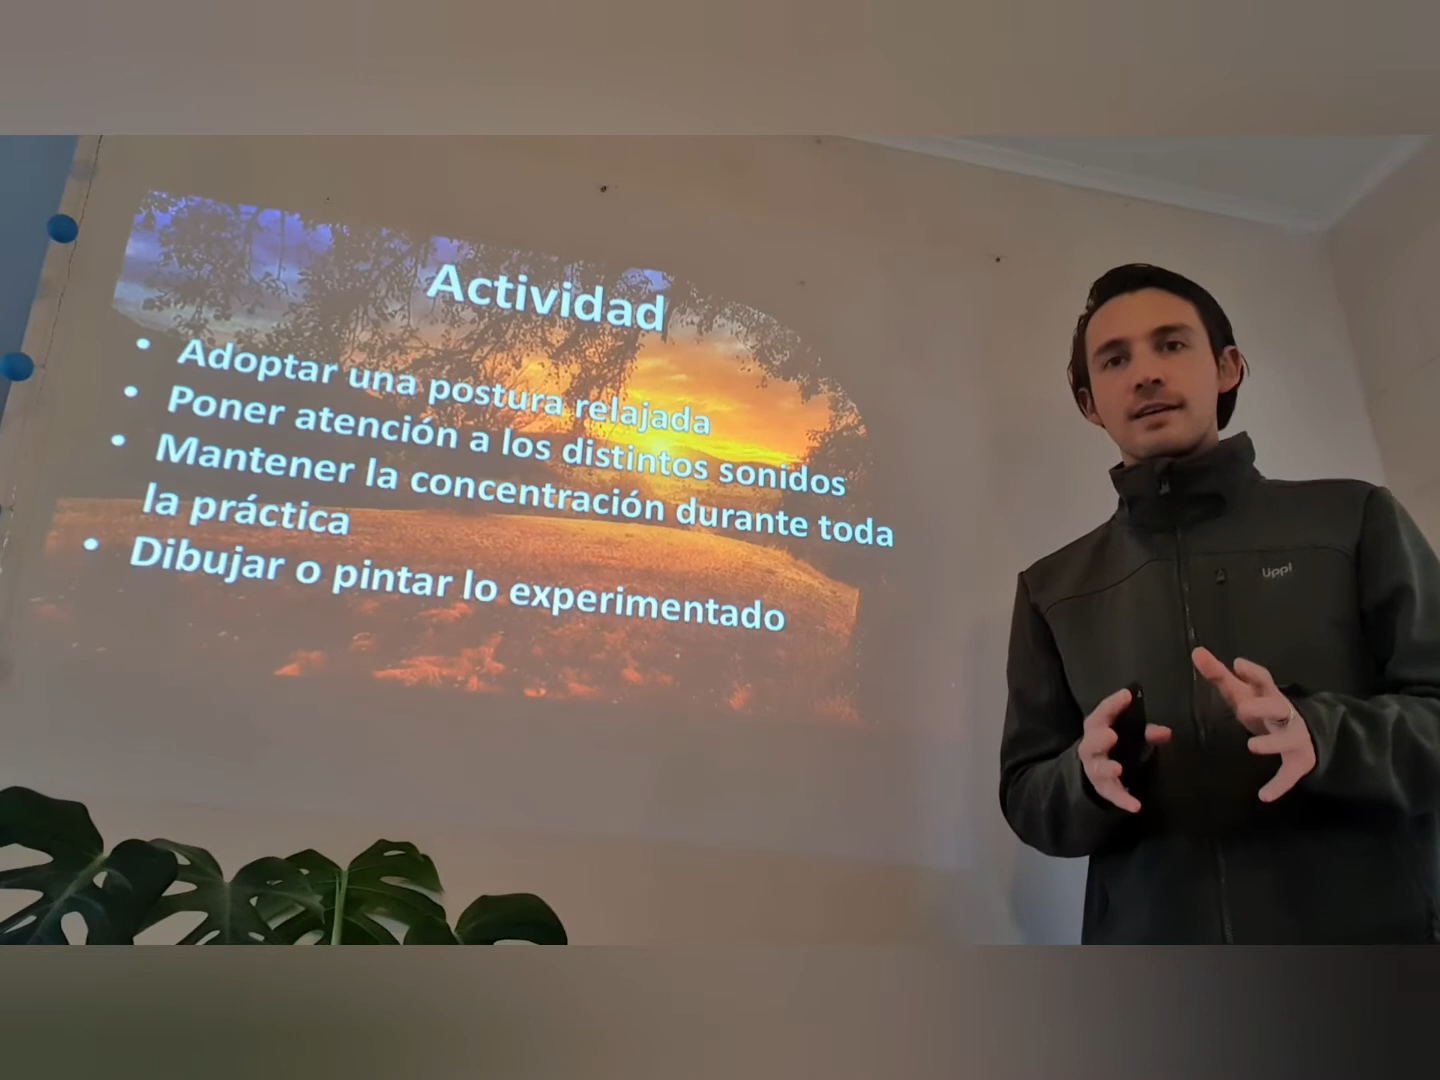 Actividad
• Adoptar una postura relajada
• Poner atención a los distintos sonidos
• Mantener la concentración durante toda
la práctica
• Dibujar o pintar lo experimentado
Uppl